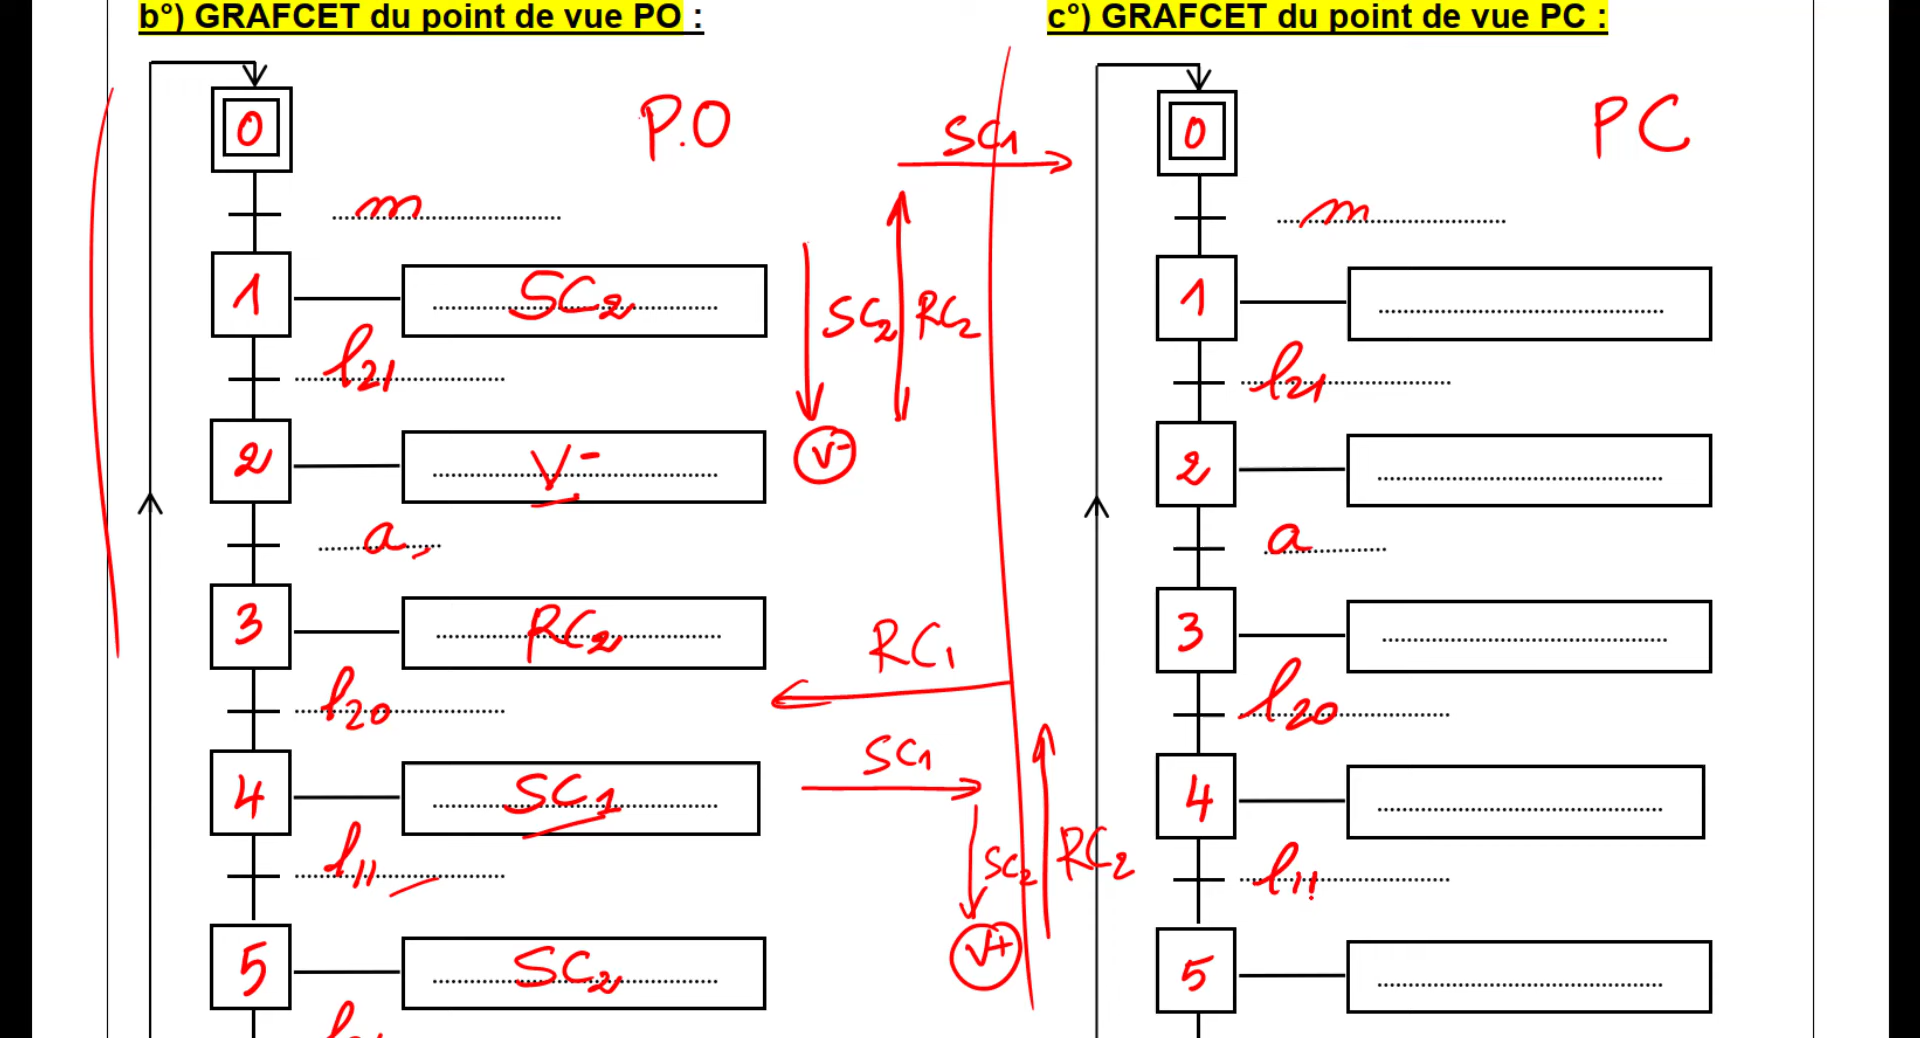 b°) GRAFCET du point de vue PO :
0
P.O
m
1
SC2
l21
2
V-
a
3
RC2
l20
4
SC1
l11
5
SC2
SC1
SC2
RC2
V-
RC1
SC1
SC2
RC2
V+
c°) GRAFCET du point de vue PC :
0
PC
m
1
l21
2
a
3
l20
4
l11
5